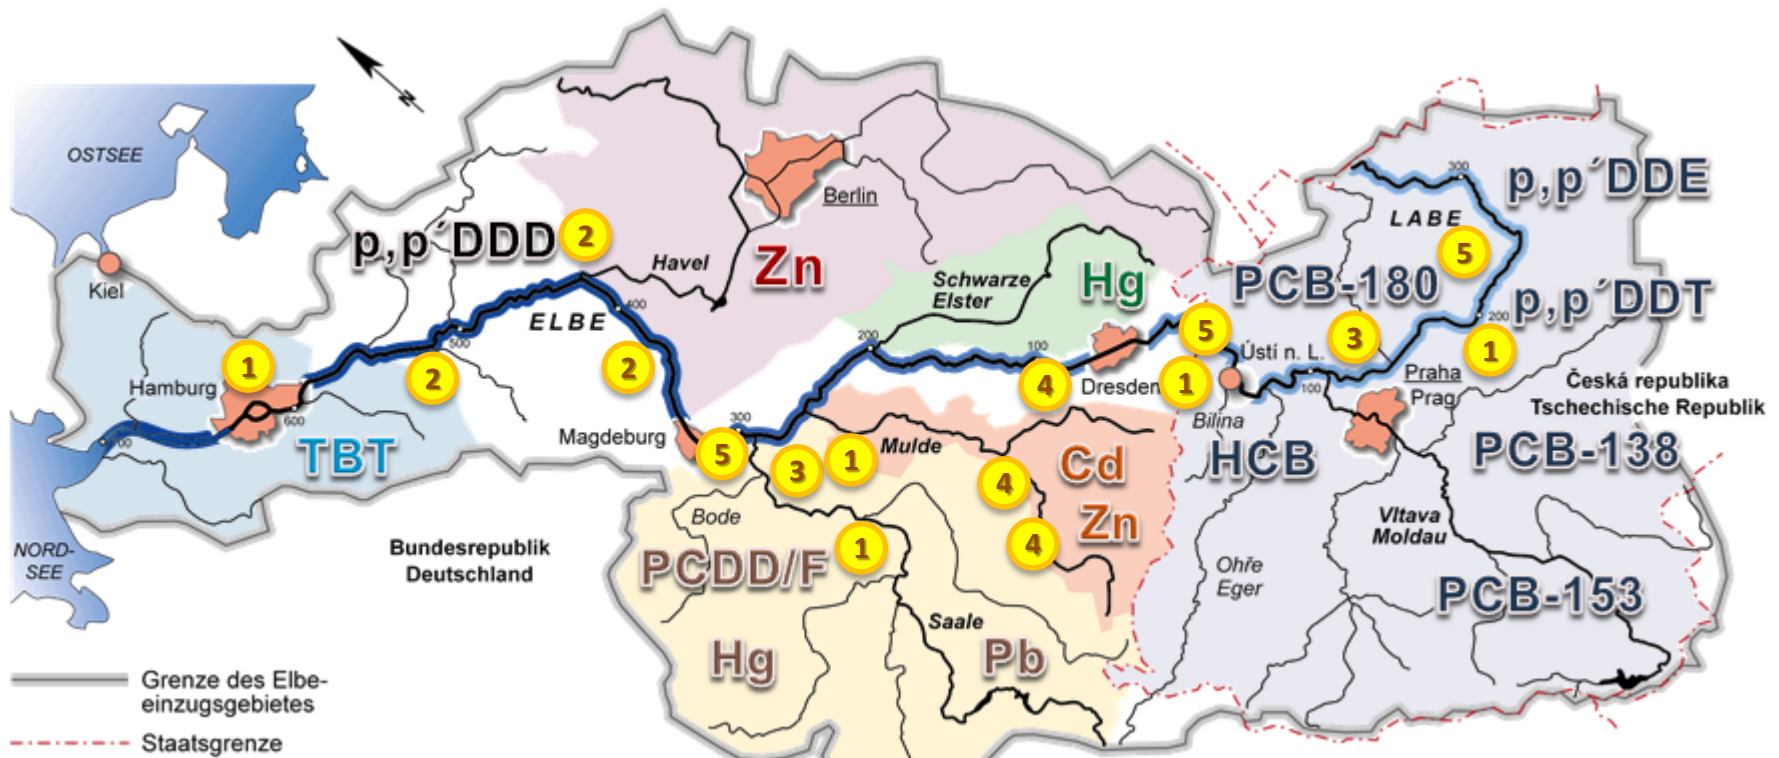 OSTSEE
N
Kiel
Hamburg
1
TBT
NORD-
SEE
p,p´DDD
2
2
500
600
700
ELBE
400
2
Havel
Berlin
Zn
Magdeburg
5
300
3
1
Mulde
Bode
PCDD/F
1
Hg
Saale
Pb
Bundesrepublik
Deutschland
Schwarze
Elster
Hg
200
100
4
Dresden
1
5
Cd
Zn
4
4
p,p´DDE
300
LABE
5
PCB-180
p,p´DDT
200
3
1
Ústí n. L.
100
Praha
Prag
Bilina
HCB
Česká republika
Tschechische Republik
PCB-138
Vltava
Moldau
Ohře
Eger
PCB-153
Grenze des Elbe-
einzugsgebietes
Staatsgrenze